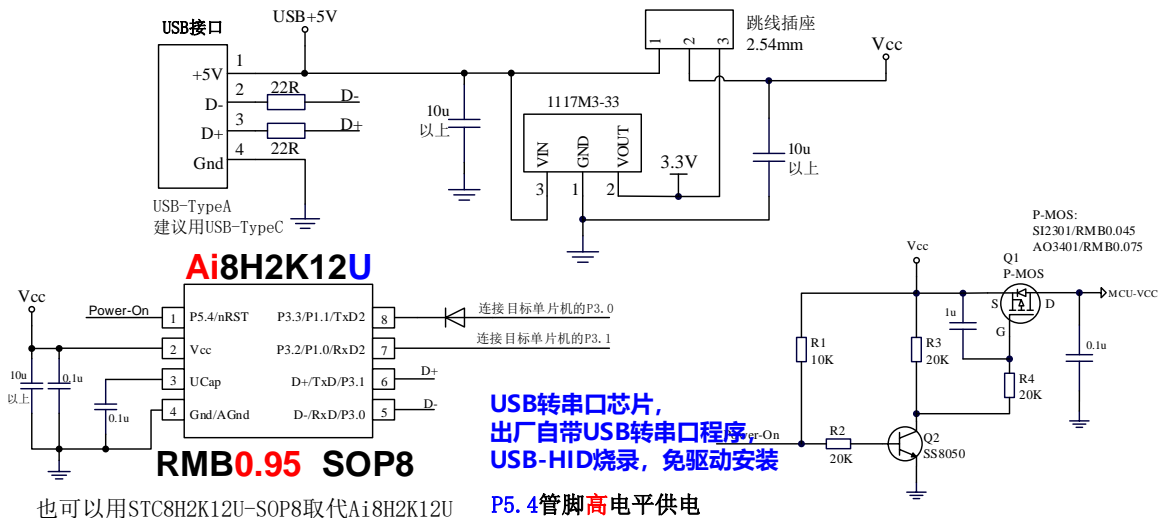 USB接口
USB+5V
+5V 1
D- 2 22R D-
D+ 3 22R D+
Gnd 4
USB-TypeA
建议用USB-TypeC
10u
以上
1117M3-33
VIN GND VOUT
3 1 2
3.3V
1 2 3
跳线插座
2.54mm
Vcc
10u
以上
Ai8H2K12U
Vcc
Power-On
1 P5.4/nRST
2 Vcc
3 UCap
4 Gnd/AGnd
P3.3/P1.1/TxD2 8
P3.2/P1.0/RxD2 7
D+/TxD/P3.1 6
D-/RxD/P3.0 5
连接目标单片机的P3.0
连接目标单片机的P3.1
D+
D-
10u
以上
0.1u
0.1u
RMB0.95 SOP8
也可以用STC8H2K12U-SOP8取代Ai8H2K12U
USB转串口芯片，
出厂自带USB转串口程序，
USB-HID烧录，免驱动安装
P5.4管脚高电平供电
P-MOS:
SI2301/RMB0.045
AO3401/RMB0.075
Vcc
Q1
P-MOS
S D
G
MCU-VCC
1u
0.1u
R1
10K
R3
20K
R4
20K
Power-On
R2
20K
Q2
SS8050